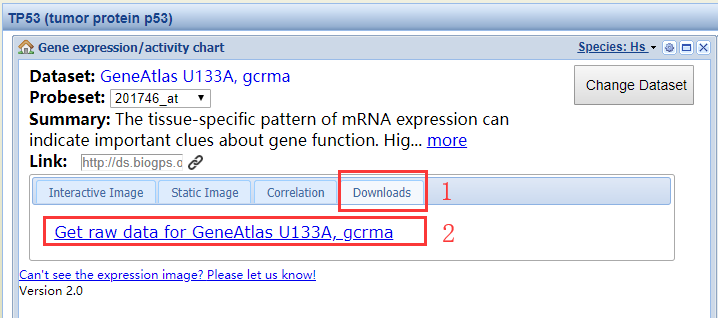 TP53 (tumor protein p53)
Gene expression/activity chart
Species: Hs
Dataset: GeneAtlas U133A, gcrma
Change Dataset
Probeset: 201746_at
Summary: The tissue-specific pattern of mRNA expression can
indicate important clues about gene function. Hig... more
Link: http://ds.biogps.o
Interactive Image Static Image Correlation Downloads 1
Get raw data for GeneAtlas U133A, gcrma 2
Can't see the expression image? Please let us know!
Version 2.0